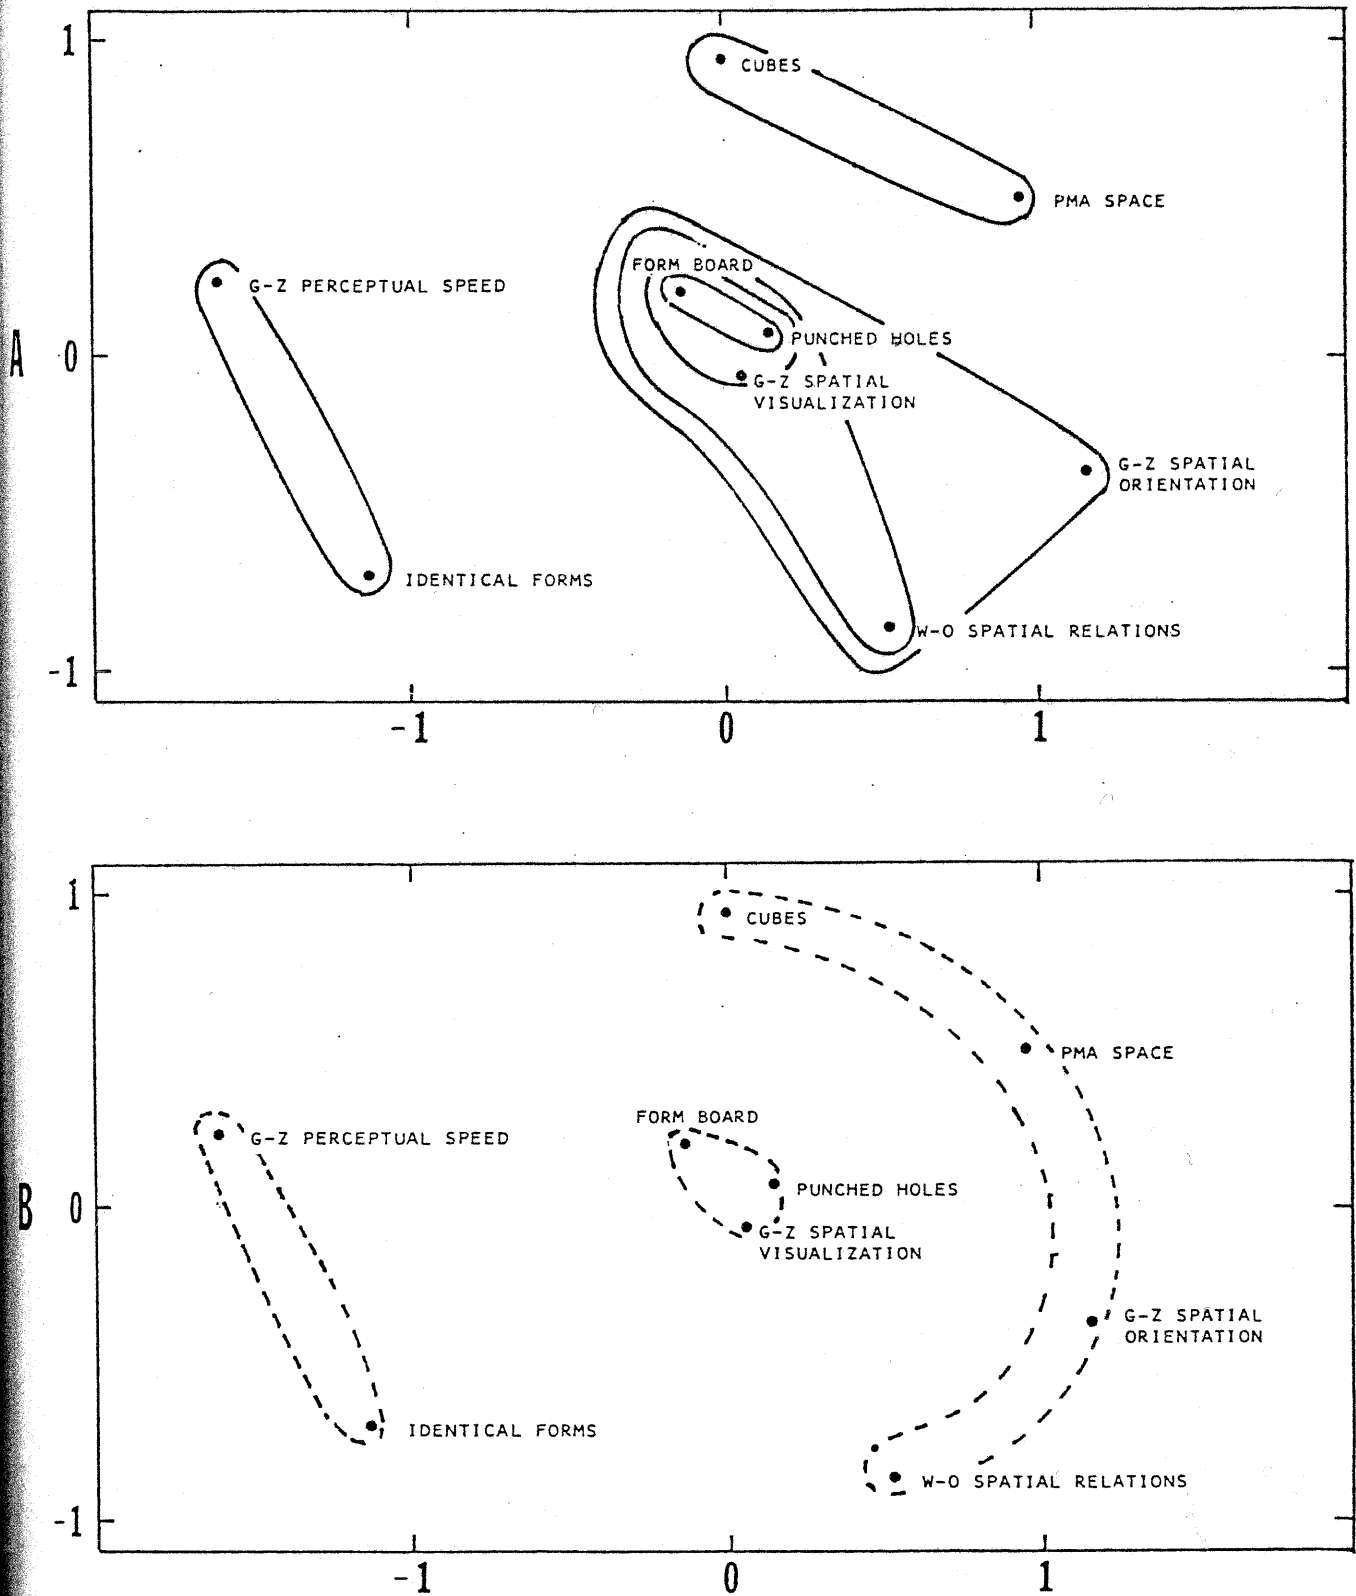 1
CUBES
PMA SPACE
FORM BOARD
G-Z PERCEPTUAL SPEED
PUNCHED HOLES
A
0
G-Z SPATIAL
VISUALIZATION
G-Z SPATIAL
ORIENTATION
IDENTICAL FORMS
W-O SPATIAL RELATIONS
-1
-1
0
1
1
CUBES
PMA SPACE
FORM BOARD
G-Z PERCEPTUAL SPEED
PUNCHED HOLES
B
0
G-Z SPATIAL
VISUALIZATION
G-Z SPATIAL
ORIENTATION
IDENTICAL FORMS
W-O SPATIAL RELATIONS
-1
-1
0
1